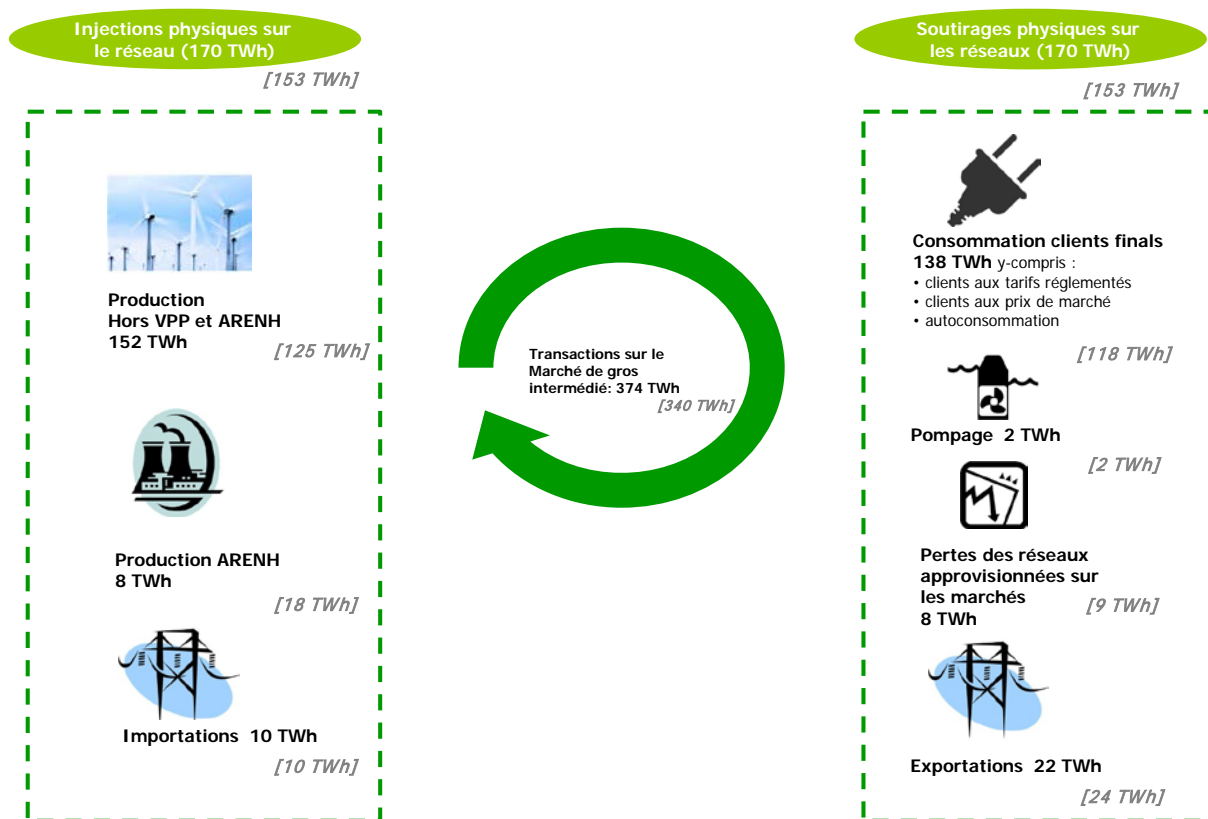 Injections physiques sur
le réseau (170 TWh)
[153 TWh]
Production
Hors VPP et ARENH
152 TWh
[125 TWh]
Production ARENH
8 TWh
[18 TWh]
Importations 10 TWh
[10 TWh]
Transactions sur le
Marché de gros
intermédié: 374 TWh
[340 TWh]
Soutirages physiques sur
les réseaux (170 TWh)
[153 TWh]
Consommation clients finals
138 TWh y-compris :
• clients aux tarifs réglementés
• clients aux prix de marché
• autoconsommation
[118 TWh]
Pompage 2 TWh
[2 TWh]
Pertes des réseaux
approvisionnées sur
les marchés
8 TWh
[9 TWh]
Exportations 22 TWh
[24 TWh]